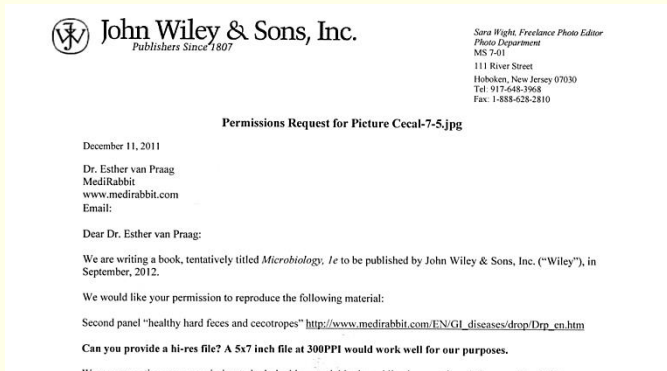 John Wiley & Sons, Inc.
Publishers Since 1807
Sara Wight, Freelance Photo Editor
Photo Department
MS 7-01
111 River Street
Hoboken, New Jersey 07030
Tel: 917-648-3968
Fax: 1-888-628-2810
Permissions Request for Picture Cecal-7-5.jpg
December 11, 2011
Dr. Esther van Praag
MediRabbit
www.medirabbit.com
Email:
Dear Dr. Esther van Praag:
We are writing a book, tentatively titled Microbiology, 1e to be published by John Wiley & Sons, Inc. (“Wiley”), in
September, 2012.
We would like your permission to reproduce the following material:
Second panel “healthy hard feces and cecotropes” http://www.medirabbit.com/EN/GI_diseases/drop/Drp_en.htm
Can you provide a hi-res file? A 5x7 inch file at 300PPI would work well for our purposes.